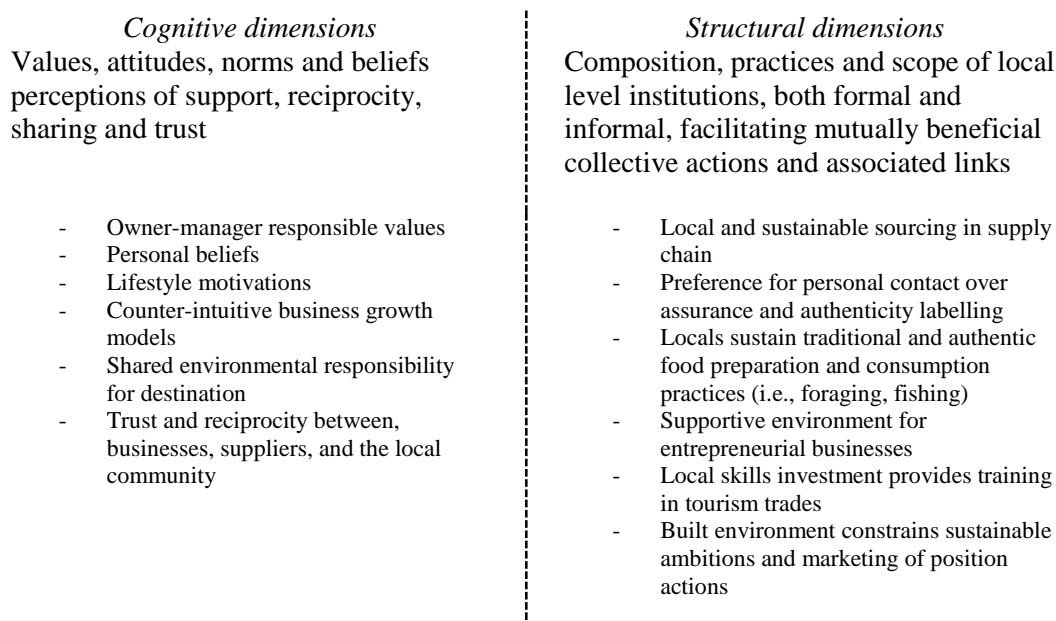 Cognitive dimensions
Values, attitudes, norms and beliefs
perceptions of support, reciprocity,
sharing and trust
- Owner-manager responsible values
- Personal beliefs
- Lifestyle motivations
- Counter-intuitive business growth
models
- Shared environmental responsibility
for destination
- Trust and reciprocity between,
businesses, suppliers, and the local
community
Structural dimensions
Composition, practices and scope of local
level institutions, both formal and
informal, facilitating mutually beneficial
collective actions and associated links
- Local and sustainable sourcing in supply
chain
- Preference for personal contact over
assurance and authenticity labelling
- Locals sustain traditional and authentic
food preparation and consumption
practices (i.e., foraging, fishing)
- Supportive environment for
entrepreneurial businesses
- Local skills investment provides training
in tourism trades
- Built environment constrains sustainable
ambitions and marketing of position
actions